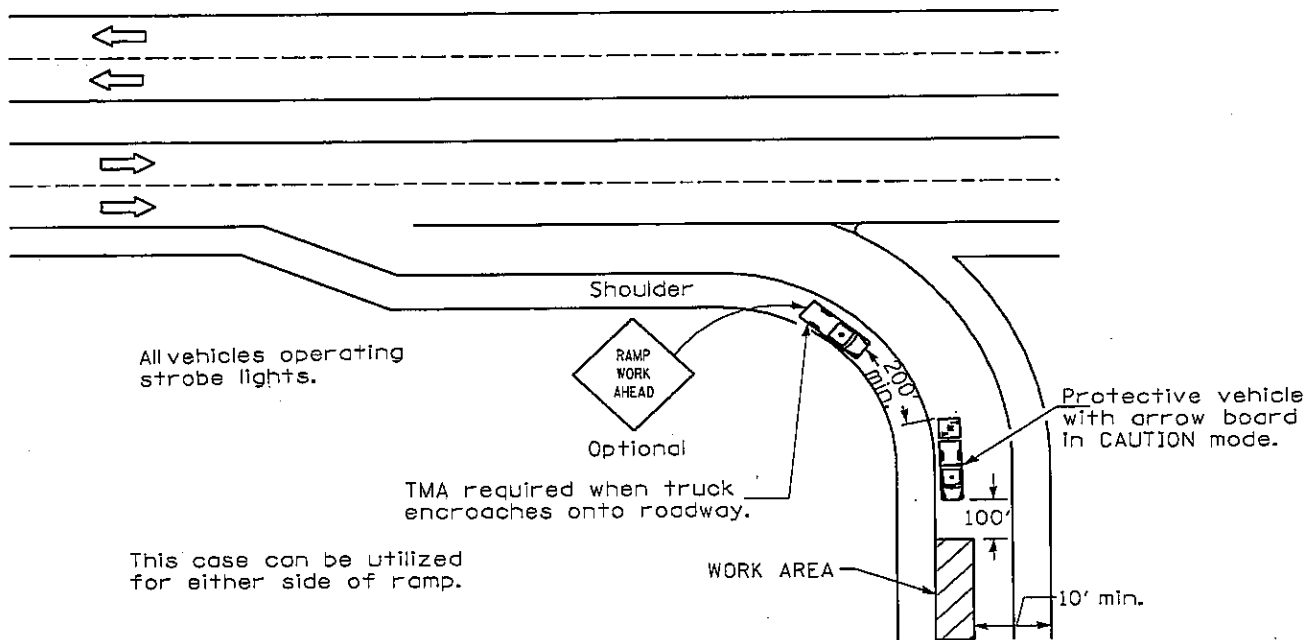 Shoulder
All vehicles operating
strobe lights.
RAMP
WORK
AHEAD
Optional
200'
min.
Protective vehicle
with arrow board
in CAUTION mode.
TMA required when truck
encroaches onto roadway.
100'
This case can be utilized
for either side of ramp.
WORK AREA
10' min.